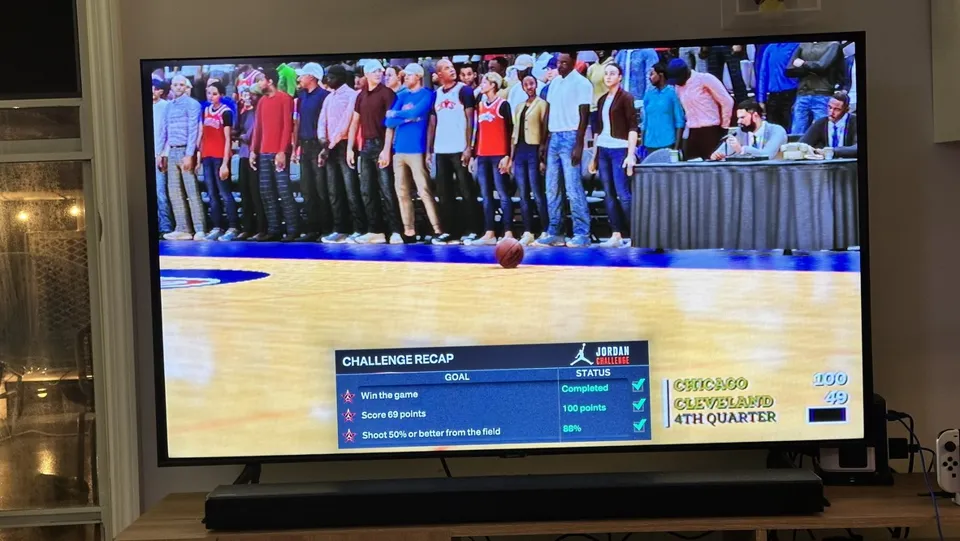 CHALLENGE RECAP
JORDAN
CHALLENGE
GOAL STATUS
Win the game Completed
Score 69 points 100 points
Shoot 50% or better from the field 88%
CHICAGO 100
CLEVELAND 49
4TH QUARTER